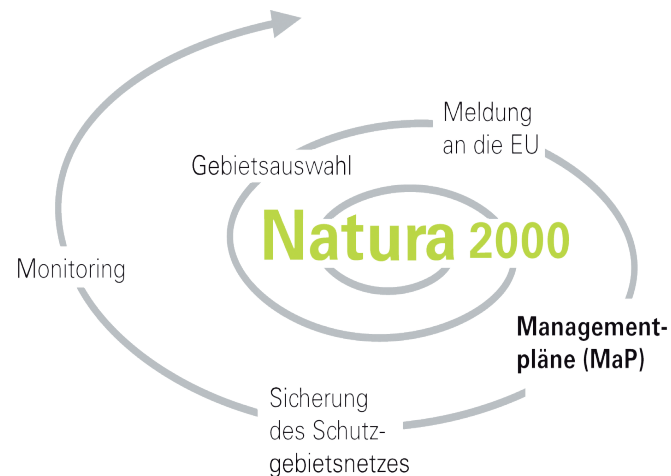 Meldung
an die EU
Gebietsauswahl
Natura 2000
Monitoring
Management-
pläne (MaP)
Sicherung
des Schutz-
gebietsnetzes